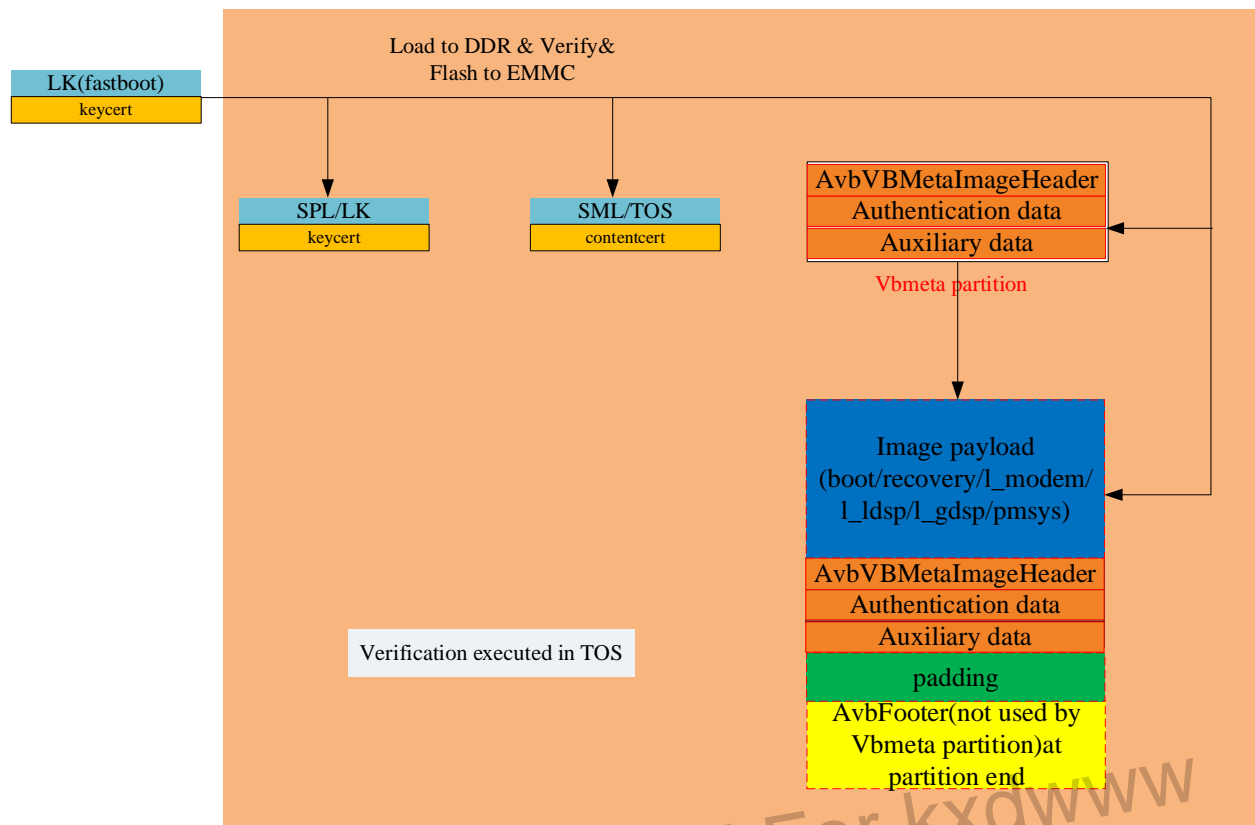 Load to DDR & Verify&
Flash to EMMC
LK(fastboot)
keycert
SPL/LK
keycert
SML/TOS
contentcert
AvbVBMetaImageHeader
Authentication data
Auxiliary data
Vbmeta partition
Image payload
(boot/recovery/l_modem/
l_ldsp/l_gdsp/pmsys)
AvbVBMetaImageHeader
Authentication data
Auxiliary data
Verification executed in TOS
padding
AvbFooter(not used by
Vbmeta partition)at
partition end
For kxdwww